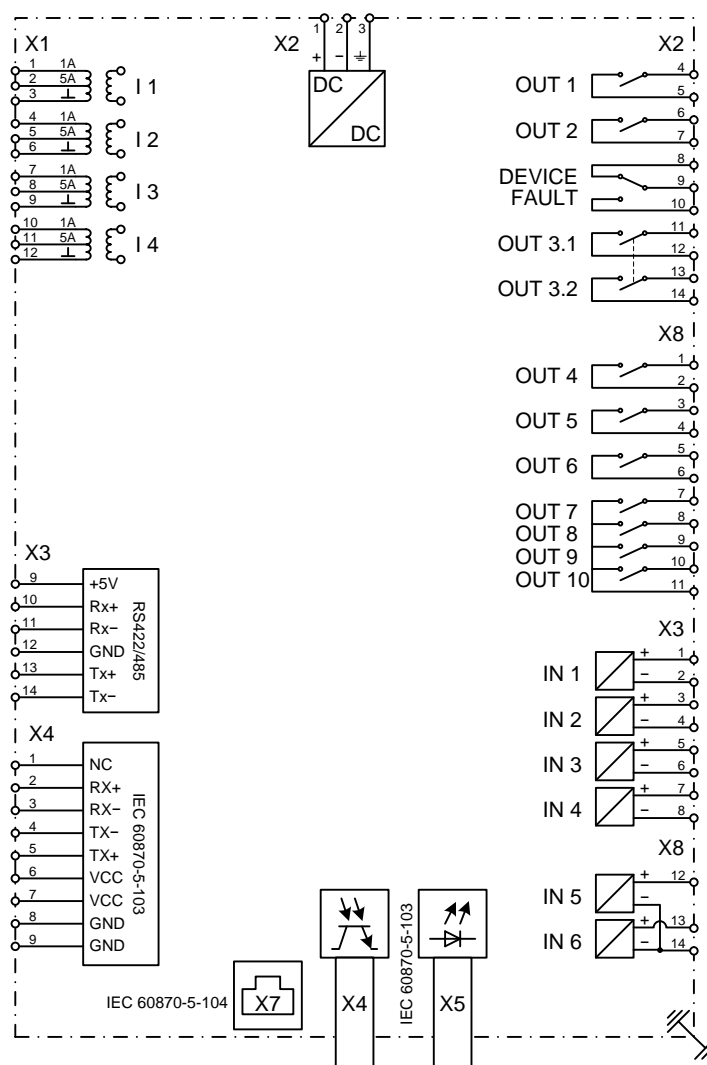 X1
1 1A
2 5A
3
I 1
4 1A
5 5A
6
I 2
7 1A
8 5A
9
I 3
10 1A
11 5A
12
I 4
X2
1 2 3
+ −
DC
DC
X2
OUT 1
4
5
OUT 2
6
7
DEVICE
FAULT
8
9
10
OUT 3.1
11
12
OUT 3.2
13
14
X8
OUT 4
1
2
OUT 5
3
4
OUT 6
5
6
OUT 7
7
OUT 8
8
OUT 9
9
OUT 10
10
11
X3
9 +5V
10 Rx+
11 Rx−
12 GND
13 Tx+
14 Tx−
RS422/485
X3
IN 1
+ 1
− 2
IN 2
+ 3
− 4
IN 3
+ 5
− 6
IN 4
+ 7
− 8
X4
1 NC
2 RX+
3 RX−
4 TX−
5 TX+
6 VCC
7 VCC
8 GND
9 GND
IEC 60870-5-103
X8
IN 5
+ 12
−
IN 6
+ 13
− 14
IEC 60870-5-104
X7
X4
IEC 60870-5-103
X5